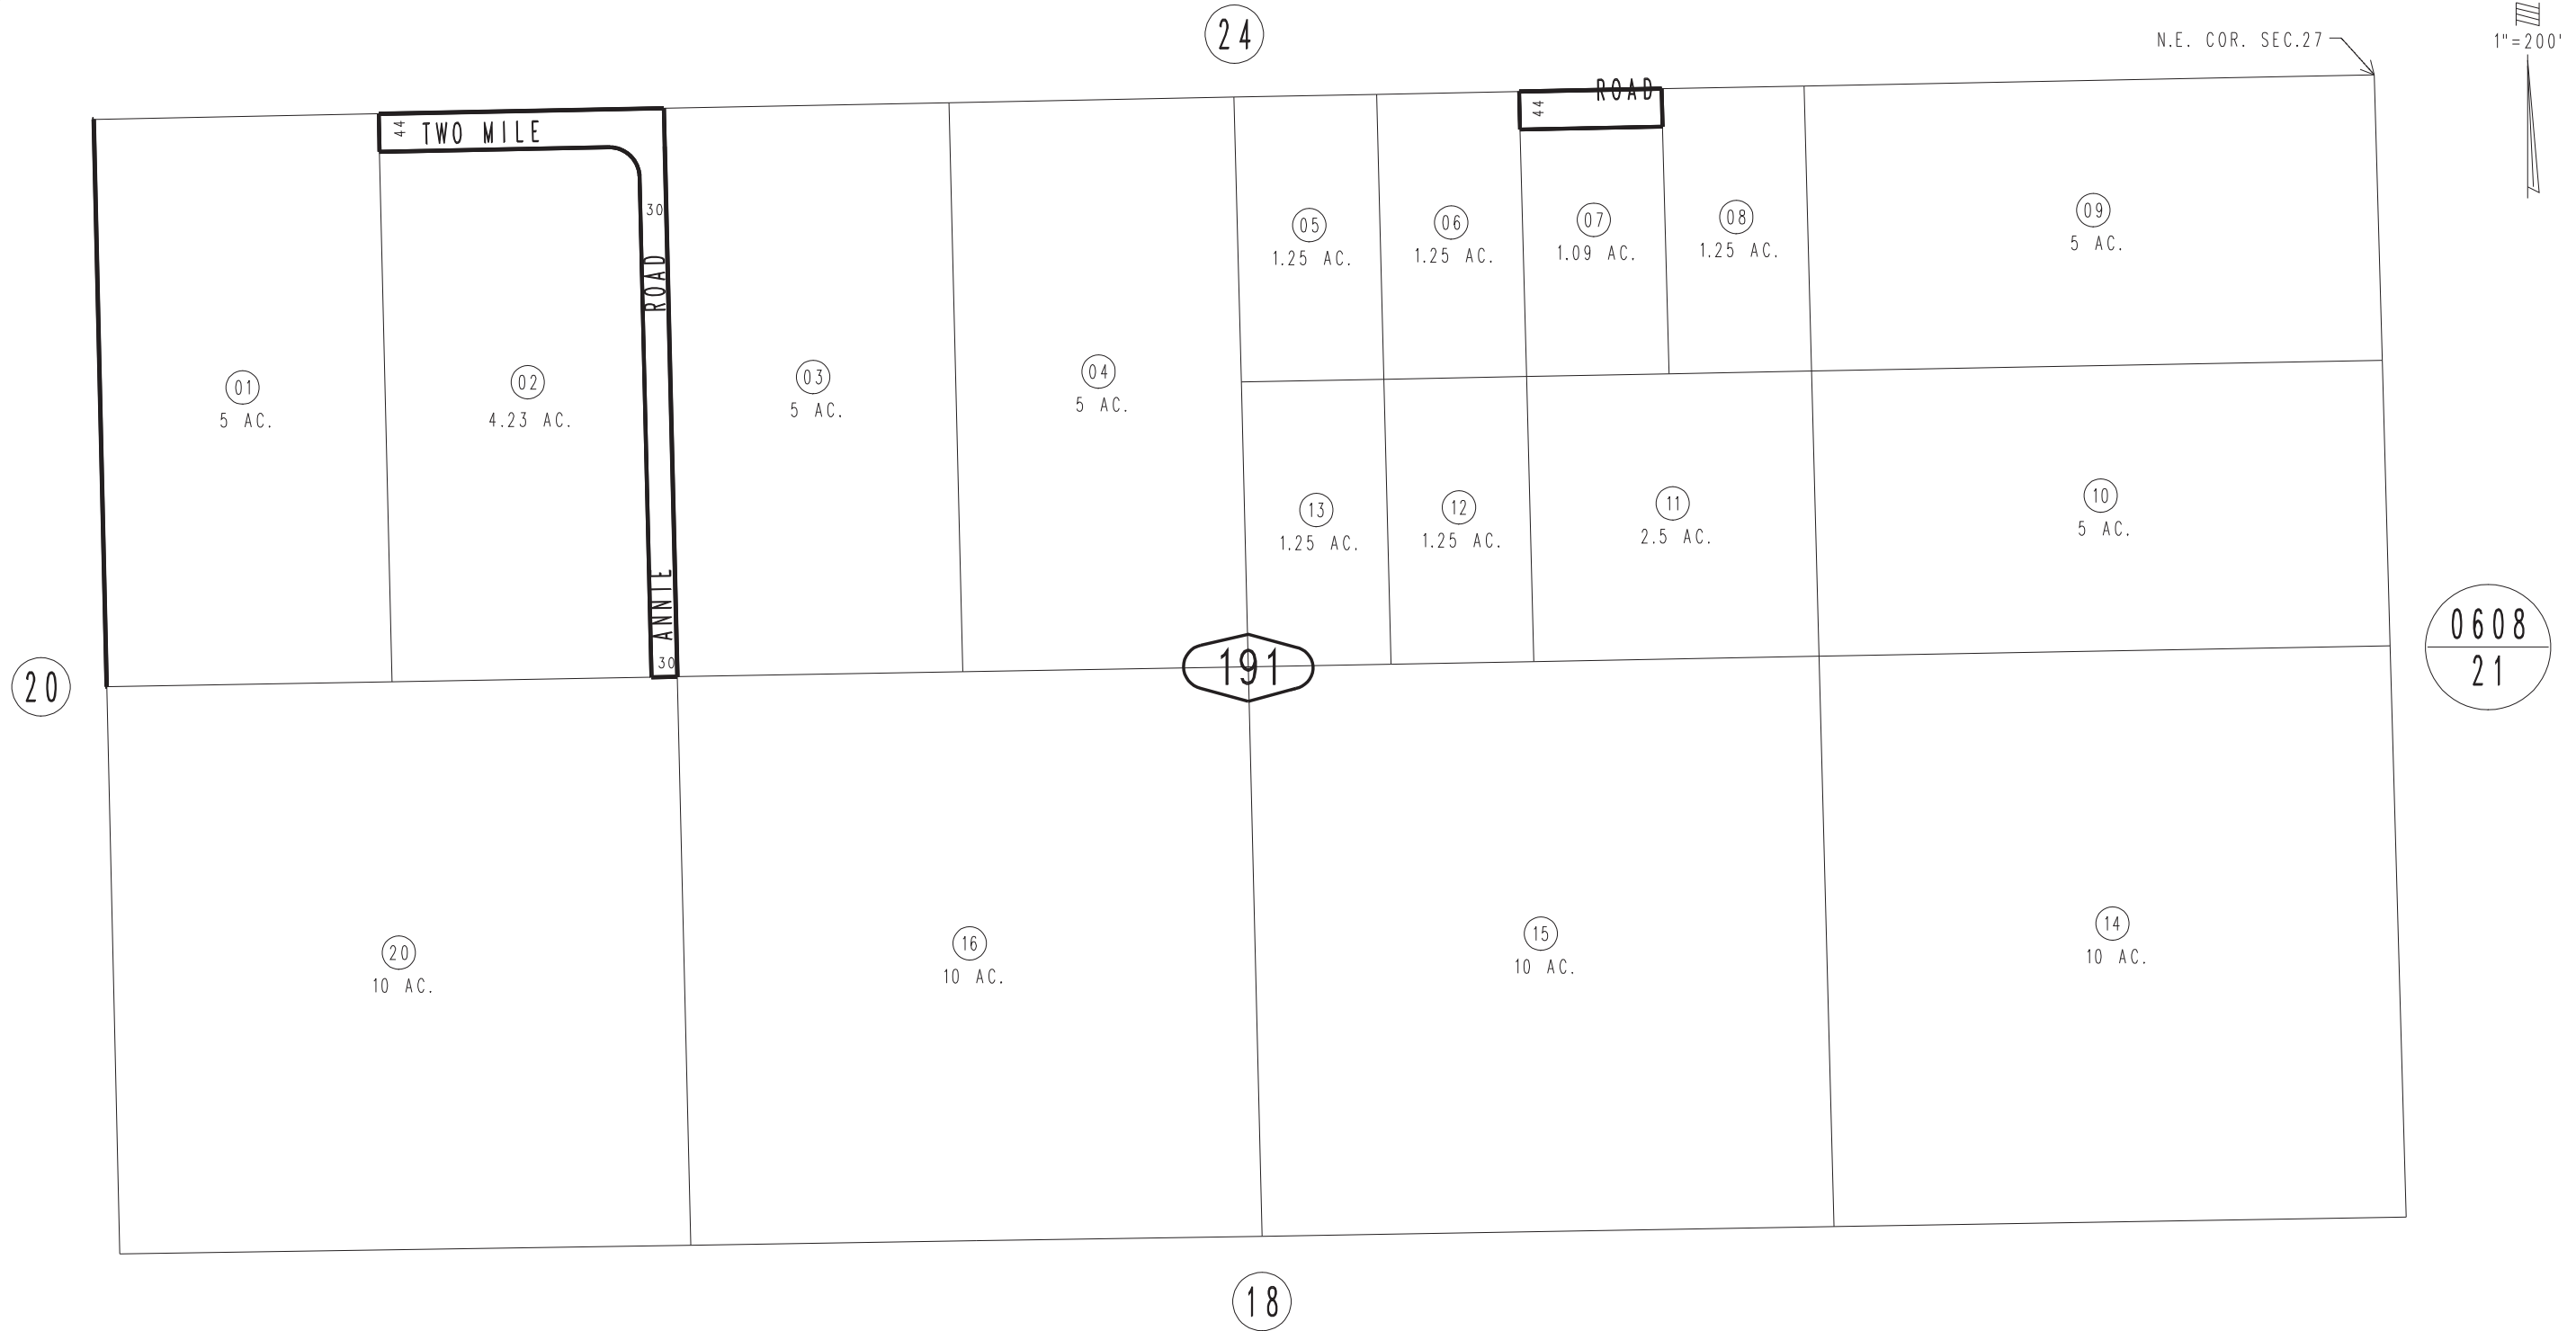 24
N.E. COR. SEC.27
1"=200'
44
TWO MILE
44
ROAD
30
ROAD
ANNIE
30
01
5 AC.
02
4.23 AC.
03
5 AC.
04
5 AC.
05
1.25 AC.
06
1.25 AC.
07
1.09 AC.
08
1.25 AC.
09
5 AC.
13
1.25 AC.
12
1.25 AC.
11
2.5 AC.
10
5 AC.
20
191
0608
21
20
10 AC.
16
10 AC.
15
10 AC.
14
10 AC.
18